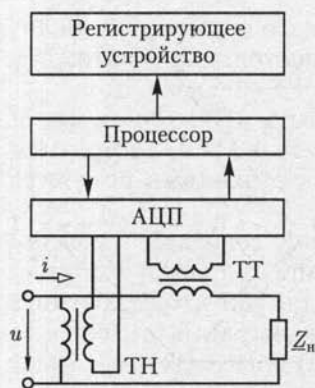 Регистрирующее
устройство
Процессор
АЦП
ТТ
i
u
ТН
Zн